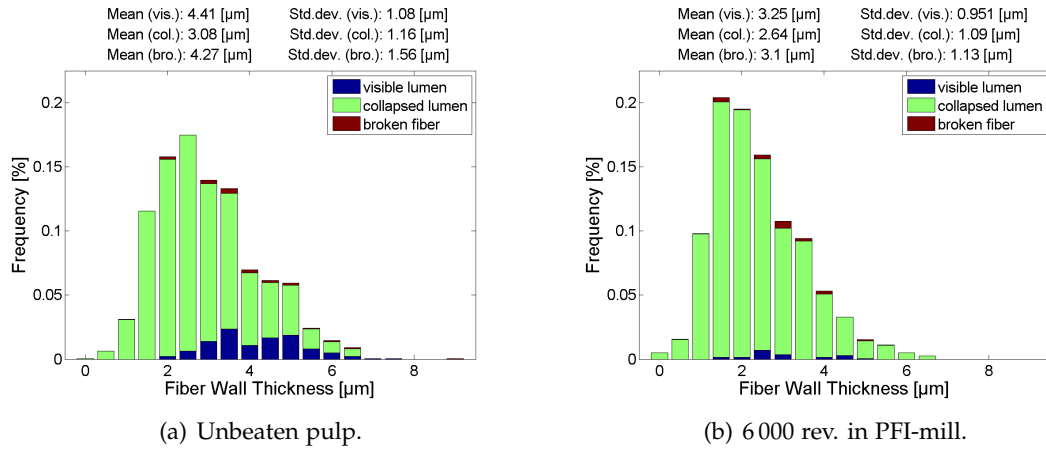 Mean (vis.): 4.41 [µm] Std.dev. (vis.): 1.08 [µm]
Mean (col.): 3.08 [µm] Std.dev. (col.): 1.16 [µm]
Mean (bro.): 4.27 [µm] Std.dev. (bro.): 1.56 [µm]
visible lumen
collapsed lumen
broken fiber
0.2
0.15
0.1
0.05
0
Frequency [%]
0 2 4 6 8
Fiber Wall Thickness [µm]
(a) Unbeaten pulp.
Mean (vis.): 3.25 [µm] Std.dev. (vis.): 0.951 [µm]
Mean (col.): 2.64 [µm] Std.dev. (col.): 1.09 [µm]
Mean (bro.): 3.1 [µm] Std.dev. (bro.): 1.13 [µm]
visible lumen
collapsed lumen
broken fiber
0.2
0.15
0.1
0.05
0
Frequency [%]
0 2 4 6 8
Fiber Wall Thickness [µm]
(b) 6 000 rev. in PFI-mill.